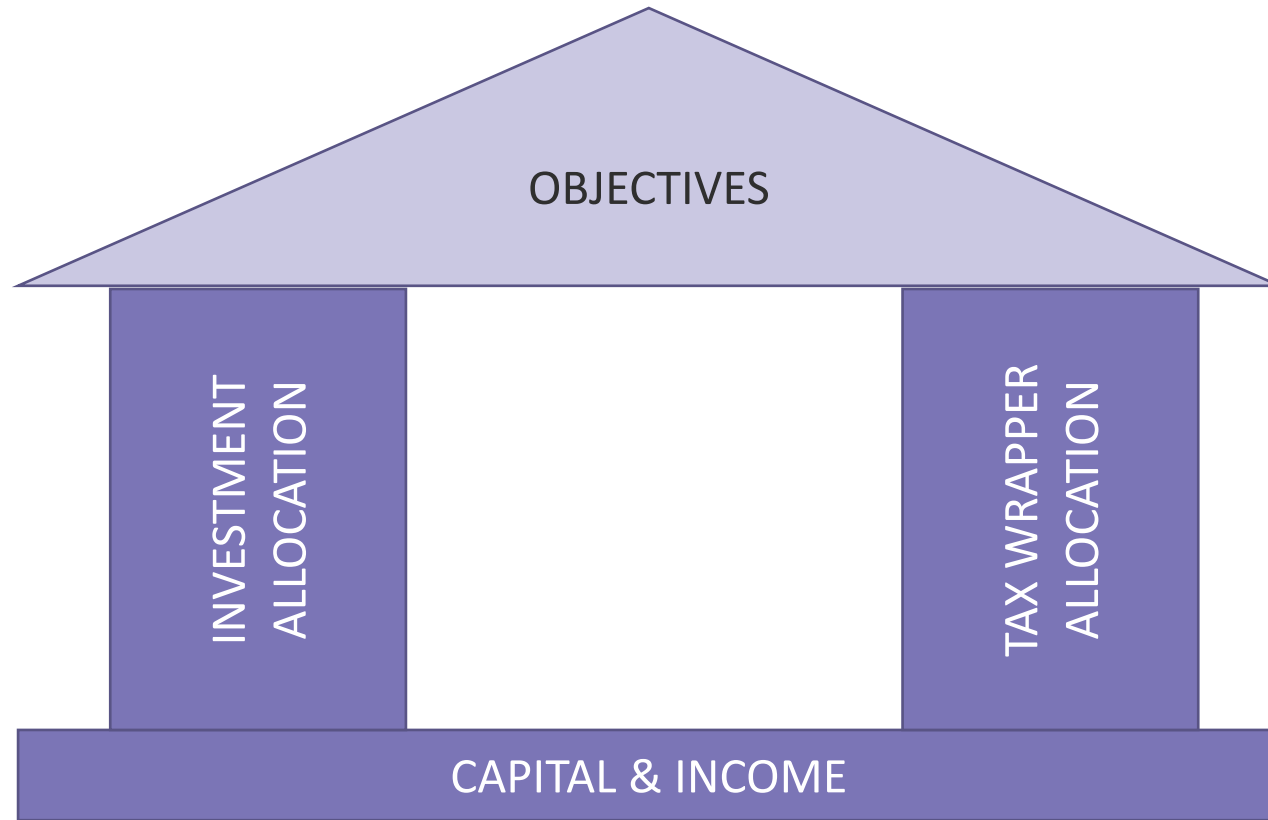 OBJECTIVES
INVESTMENT
ALLOCATION
TAX WRAPPER
ALLOCATION
CAPITAL & INCOME